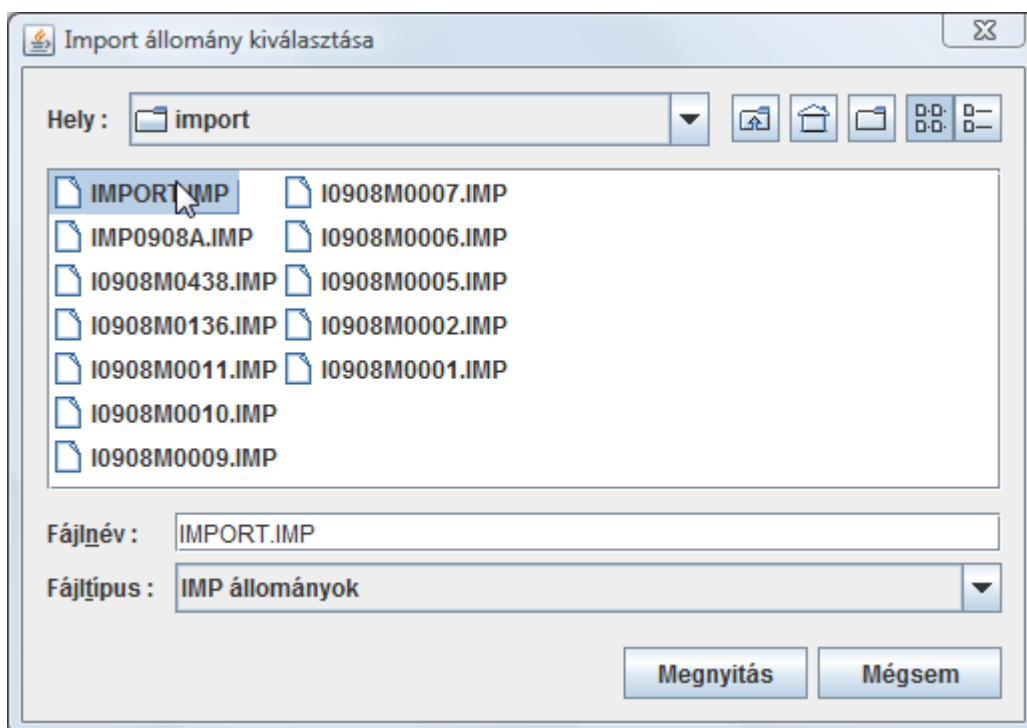 Import állomány kiválasztása
Hely : import
IMPORT.IMP I0908M0007.IMP
IMP0908A.IMP I0908M0006.IMP
I0908M0438.IMP I0908M0005.IMP
I0908M0136.IMP I0908M0002.IMP
I0908M0011.IMP I0908M0001.IMP
I0908M0010.IMP
I0908M0009.IMP
Fájlnév : IMPORT.IMP
Fájltípus : IMP állományok
Megnyitás Mégsem